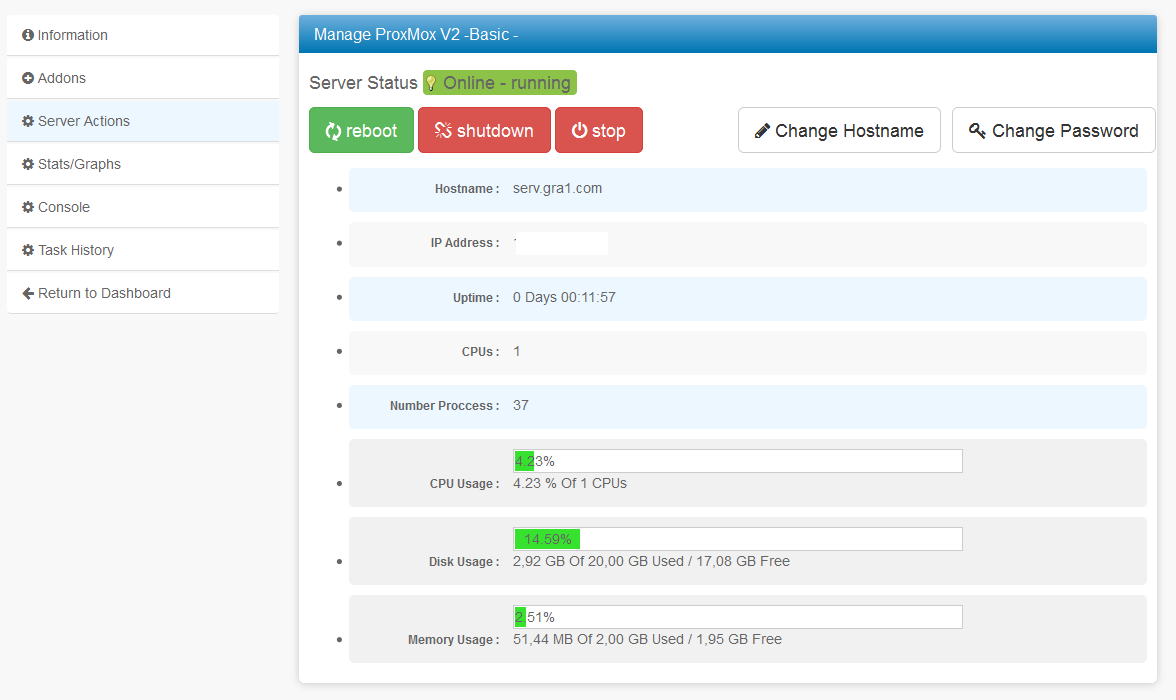 Information
Addons
Server Actions
Stats/Graphs
Console
Task History
Return to Dashboard
Manage ProxMox V2 -Basic -
Server Status Online - running
reboot shutdown stop Change Hostname Change Password
Hostname : serv.gra1.com
IP Address :
Uptime : 0 Days 00:11:57
CPUs : 1
Number Proccess : 37
4.23%
CPU Usage : 4.23 % Of 1 CPUs
14.59%
Disk Usage : 2,92 GB Of 20,00 GB Used / 17,08 GB Free
2.51%
Memory Usage : 51,44 MB Of 2,00 GB Used / 1,95 GB Free